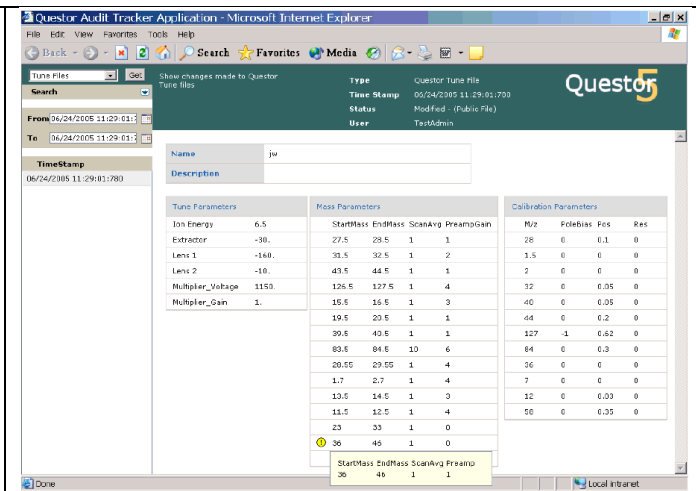 Questor Audit Tracker Application - Microsoft Internet Explorer
File Edit View Favorites Tools Help
Back Search Favorites Media
Tune Files Get
Search
From 06/24/2005 11:29:01:7
To 06/24/2005 11:29:01:7
TimeStamp
06/24/2005 11:29:01:780
Show changes made to Questor
Tune files
Type Questor Tune File
Time Stamp 06/24/2005 11:29:01:780
Status Modified - (Public File)
User TestAdmin
Questor5
Name jw
Description
Tune Parameters
Ion Energy 6.5
Extractor -30.
Lens 1 -160.
Lens 2 -10.
Multiplier_Voltage 1150.
Multiplier_Gain 1.
Mass Parameters
StartMass EndMass ScanAvg PreampGain
27.5 28.5 1 1
31.5 32.5 1 2
43.5 44.5 1 1
126.5 127.5 1 4
15.5 16.5 1 3
19.5 20.5 1 1
39.5 40.5 1 1
83.5 84.5 10 6
28.55 29.55 1 4
1.7 2.7 1 4
13.5 14.5 1 3
11.5 12.5 1 4
23 33 1 0
36 46 1 0
StartMass EndMass ScanAvg Preamp
36 46 1 1
Calibration Parameters
M/z PoleBias Pos Res
28 0 0.1 0
1.5 0 0 0
2 0 0 0
32 0 0.05 0
40 0 0.05 0
44 0 0.2 0
127 -1 0.62 0
84 0 0.3 0
36 0 0 0
7 0 0 0
12 0 0.03 0
58 0 0.35 0
Done
Local intranet